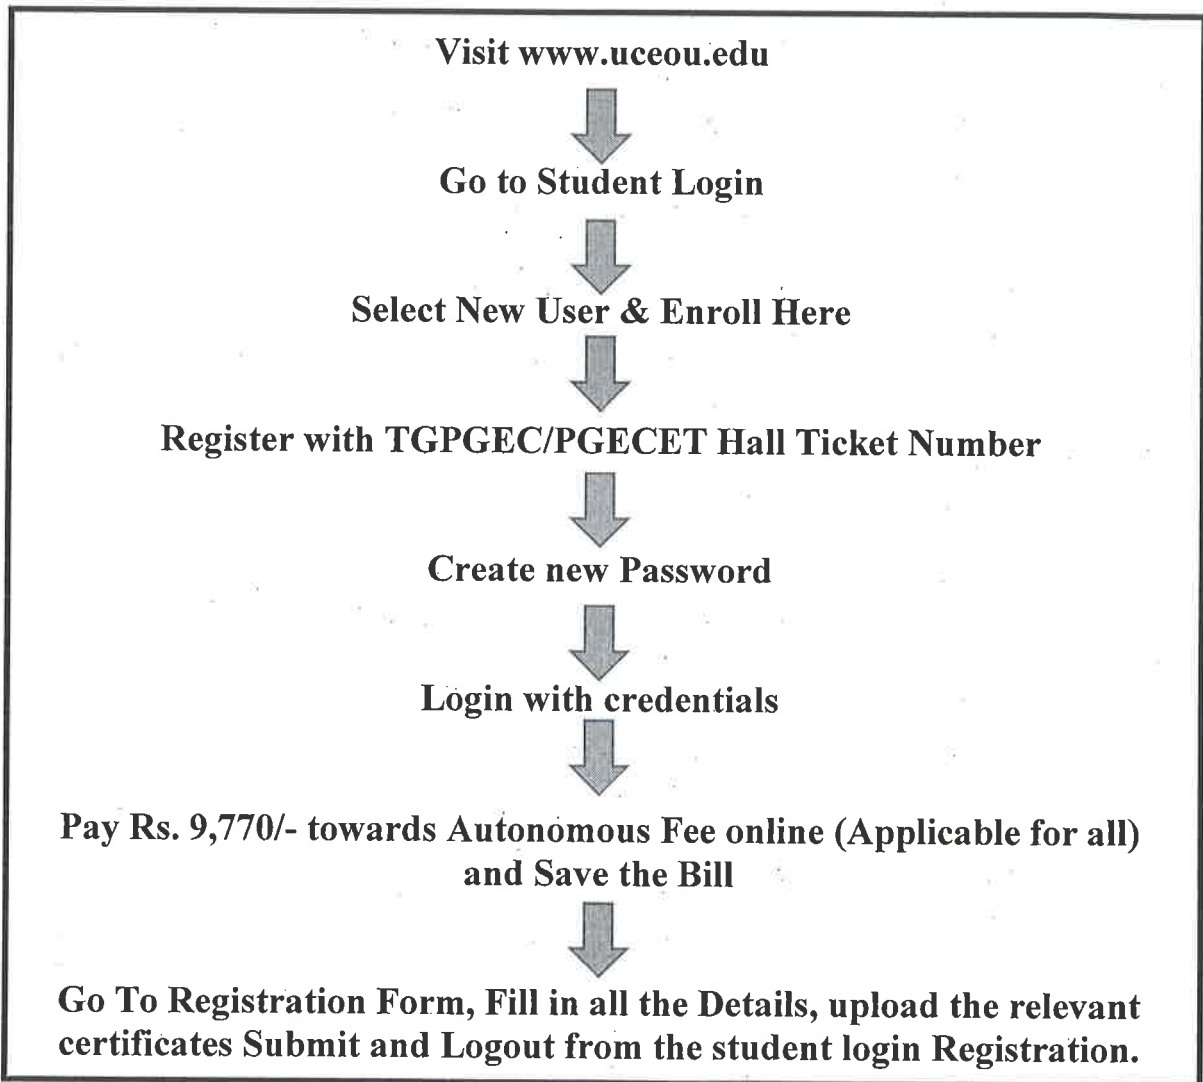 Visit www.uceou.edu
Go to Student Login
Select New User & Enroll Here
Register with TGPGEC/PGECET Hall Ticket Number
Create new Password
Login with credentials
Pay Rs. 9,770/- towards Autonomous Fee online (Applicable for all)
and Save the Bill
Go To Registration Form, Fill in all the Details, upload the relevant
certificates Submit and Logout from the student login Registration.